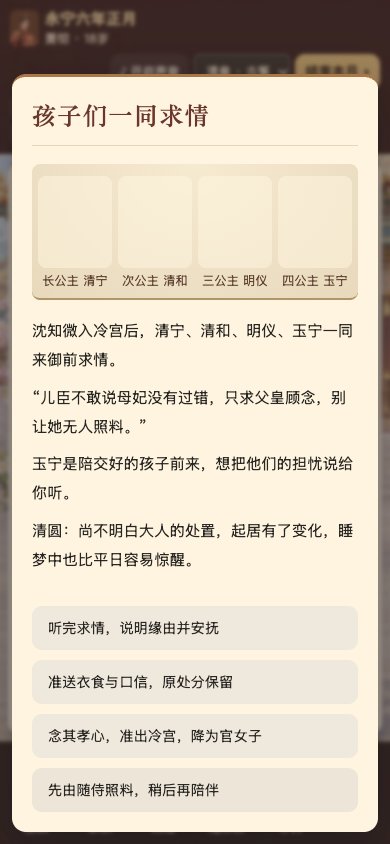 永宁六年正月
孩子们一同求情
长公主 清宁
次公主 清和
三公主 明仪
四公主 玉宁
沈知微入冷宫后，清宁、清和、明仪、玉宁一同
来御前求情。
“儿臣不敢说母妃没有过错，只求父皇顾念，别
让她无人照料。”
玉宁是陪交好的孩子前来，想把他们的担忧说给
你听。
清圆：尚不明白大人的处置，起居有了变化，睡
梦中也比平日容易惊醒。
听完求情，说明缘由并安抚
准送衣食与口信，原处分保留
念其孝心，准出冷宫，降为官女子
先由随侍照料，稍后再陪伴